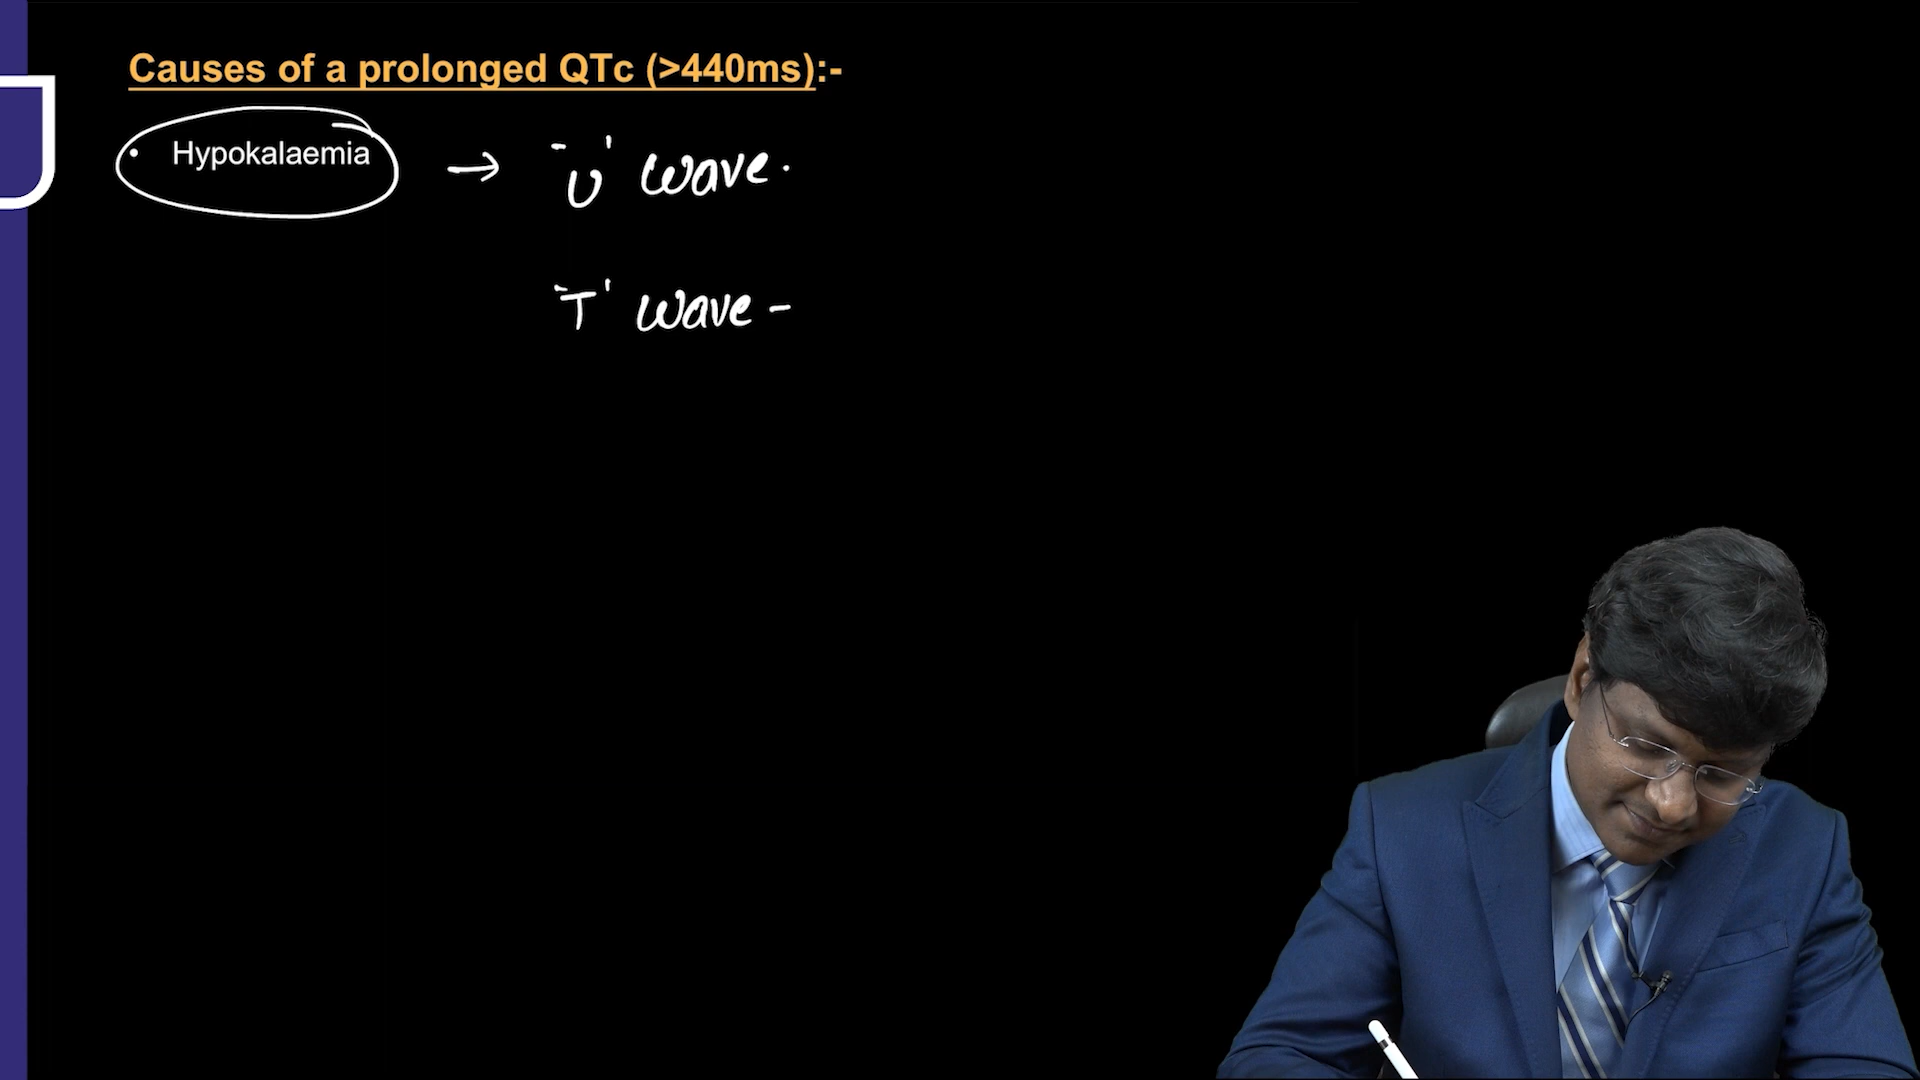 Causes of a prolonged QTc (>440ms):-
• Hypokalaemia → 'U' wave.
'T' wave -